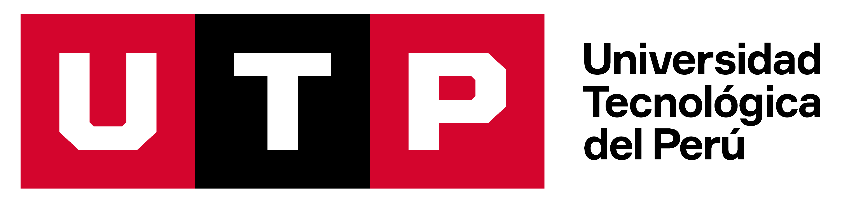 UTP
Universidad
Tecnológica
del Perú